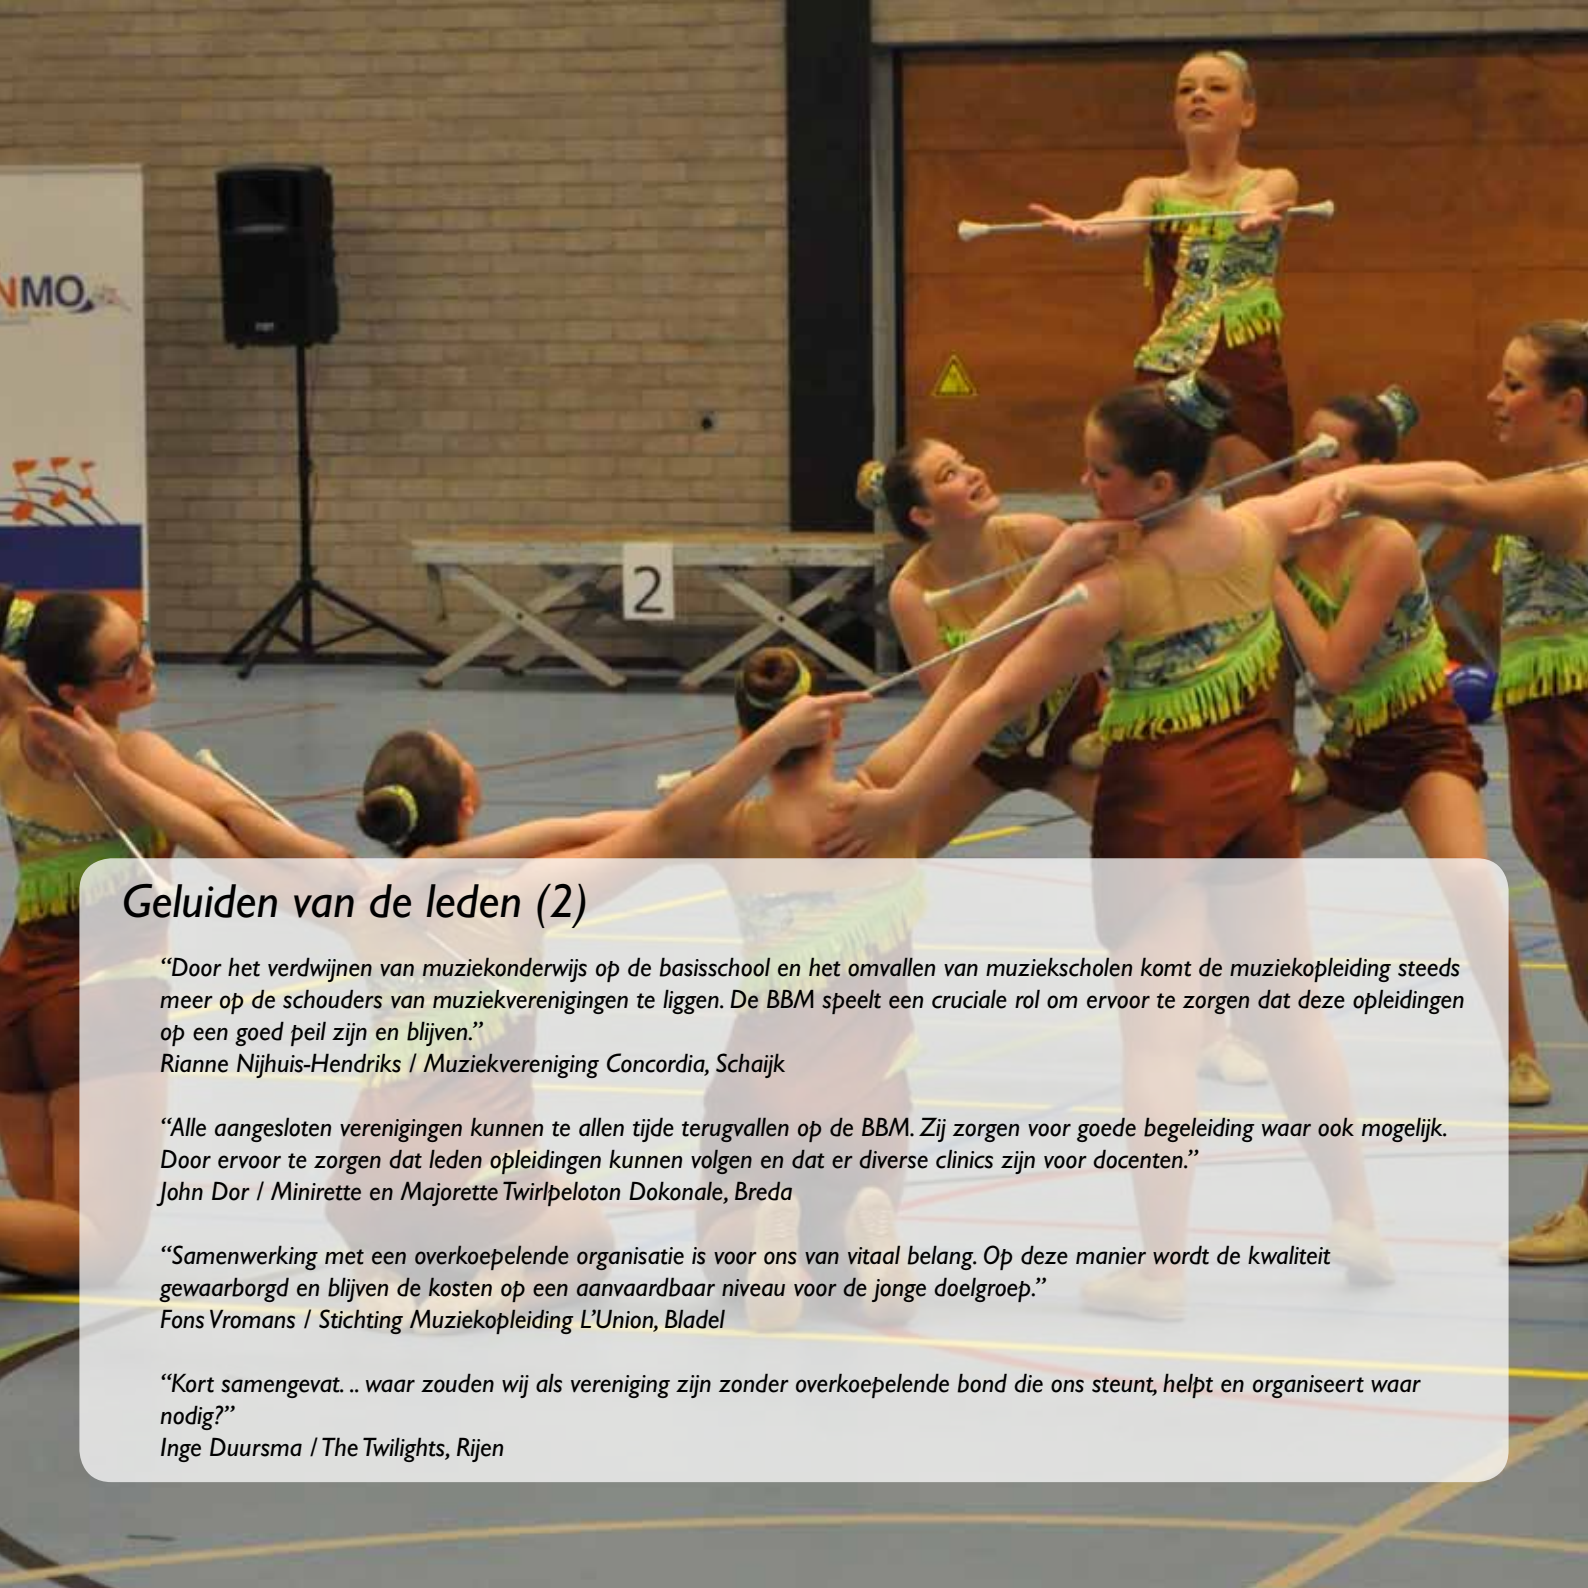 NMO
2
Geluiden van de leden (2)
“Door het verdwijnen van muziekonderwijs op de basisschool en het omvallen van muziekscholen komt de muziekopleiding steeds
meer op de schouders van muziekverenigingen te liggen. De BBM speelt een cruciale rol om ervoor te zorgen dat deze opleidingen
op een goed peil zijn en blijven.”
Rianne Nijhuis-Hendriks / Muziekvereniging Concordia, Schaijk
“Alle aangesloten verenigingen kunnen te allen tijde terugvallen op de BBM. Zij zorgen voor goede begeleiding waar ook mogelijk.
Door ervoor te zorgen dat leden opleidingen kunnen volgen en dat er diverse clinics zijn voor docenten.”
John Dor / Minirette en Majorette Twirlpeloton Dokonale, Breda
“Samenwerking met een overkoepelende organisatie is voor ons van vitaal belang. Op deze manier wordt de kwaliteit
gewaarborgd en blijven de kosten op een aanvaardbaar niveau voor de jonge doelgroep.”
Fons Vromans / Stichting Muziekopleiding L’Union, Bladel
“Kort samengevat. .. waar zouden wij als vereniging zijn zonder overkoepelende bond die ons steunt, helpt en organiseert waar
nodig?”
Inge Duursma / The Twilights, Rijen